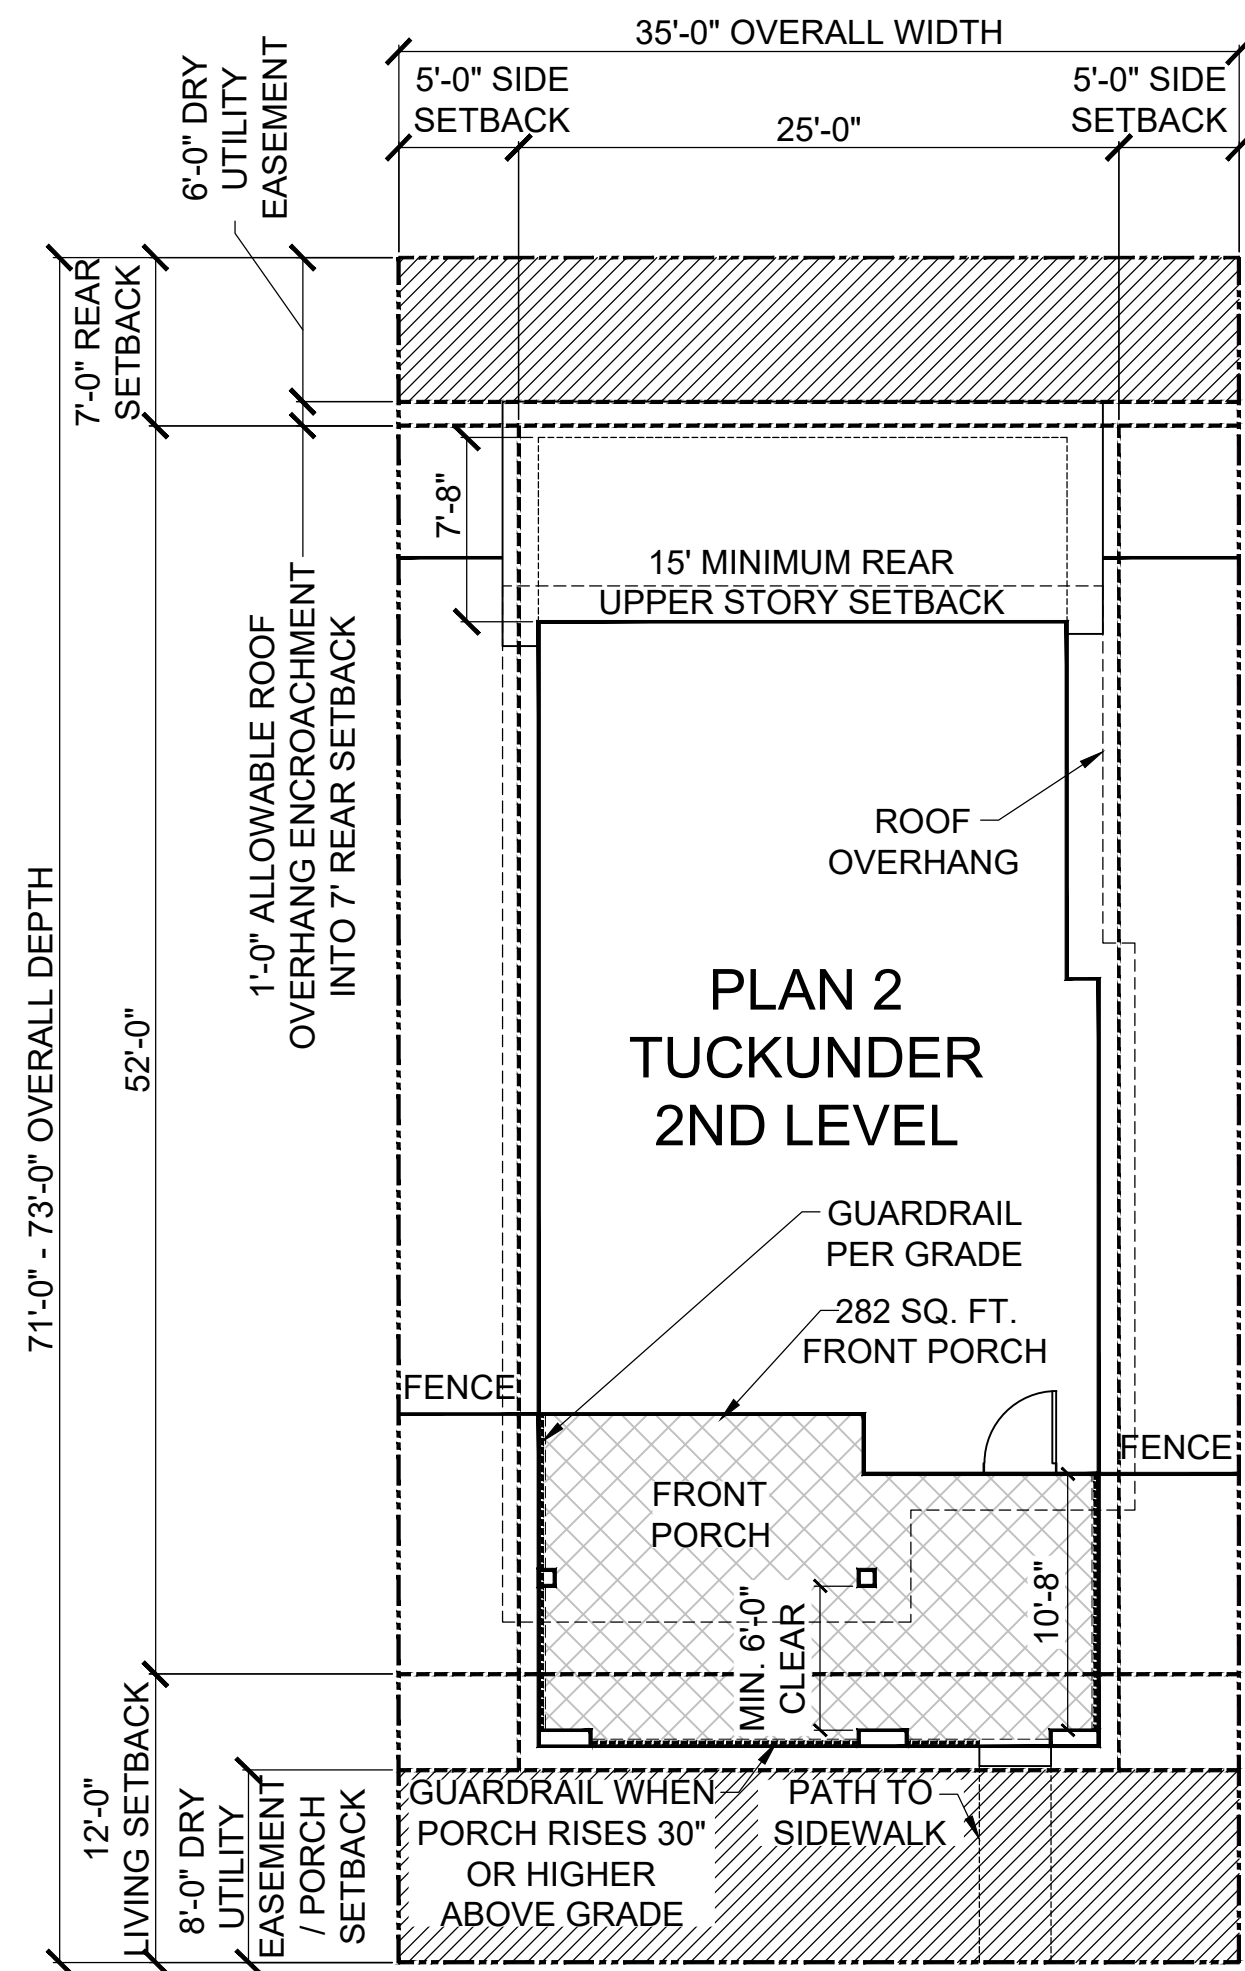 35'-0" OVERALL WIDTH
5'-0" SIDE
SETBACK
25'-0"
5'-0" SIDE
SETBACK
6'-0" DRY
UTILITY
EASEMENT
7'-0" REAR
SETBACK
7'-8"
15' MINIMUM REAR
UPPER STORY SETBACK
1'-0" ALLOWABLE ROOF
OVERHANG ENCROACHMENT
INTO 7' REAR SETBACK
ROOF
OVERHANG
71'-0" - 73'-0" OVERALL DEPTH
52'-0"
PLAN 2
TUCKUNDER
2ND LEVEL
GUARDRAIL
PER GRADE
282 SQ. FT.
FRONT PORCH
FENCE
FENCE
FRONT
PORCH
MIN. 6'-0"
CLEAR
10'-8"
12'-0"
LIVING SETBACK
8'-0" DRY
UTILITY
EASEMENT
/ PORCH
SETBACK
GUARDRAIL WHEN
PORCH RISES 30"
OR HIGHER
ABOVE GRADE
PATH TO
SIDEWALK